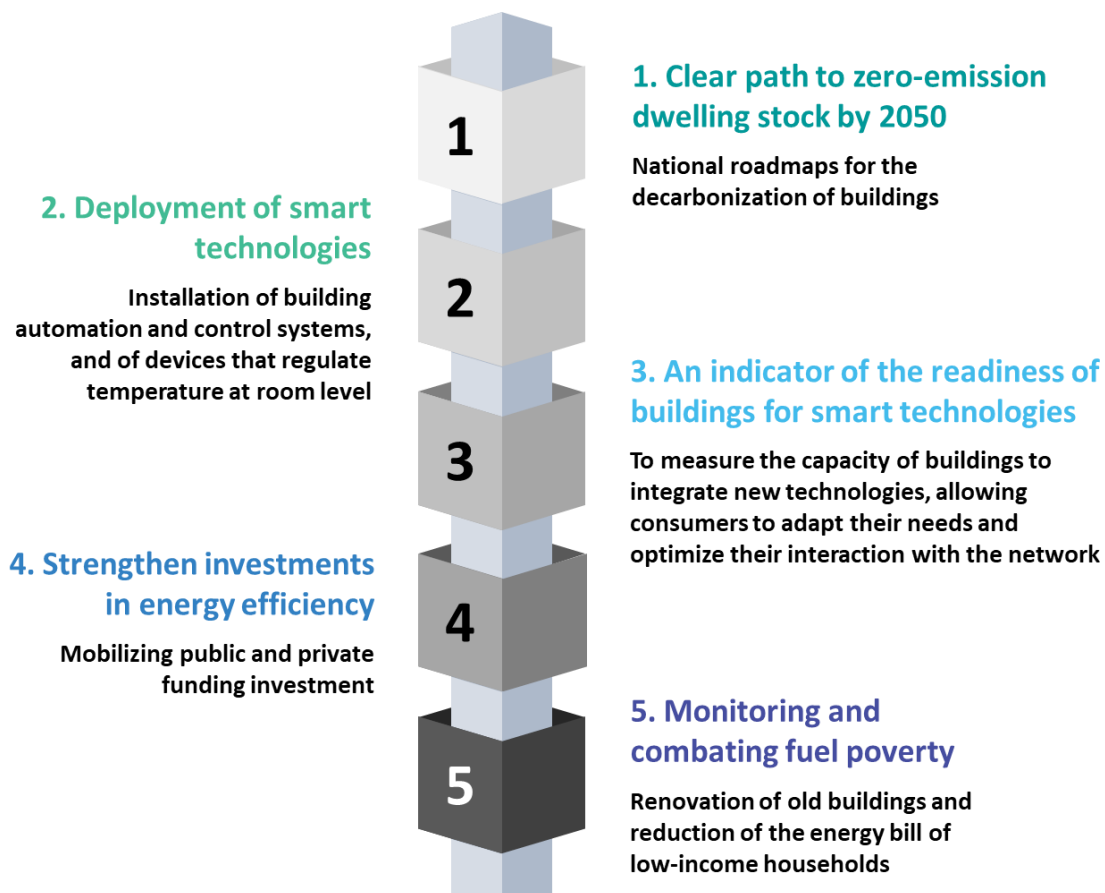 1
1. Clear path to zero-emission
dwelling stock by 2050
National roadmaps for the
decarbonization of buildings
2. Deployment of smart
technologies
Installation of building
automation and control systems,
and of devices that regulate
temperature at room level
2
3
3. An indicator of the readiness of
buildings for smart technologies
To measure the capacity of buildings to
integrate new technologies, allowing
consumers to adapt their needs and
optimize their interaction with the network
4. Strengthen investments
in energy efficiency
Mobilizing public and private
funding investment
4
5
5. Monitoring and
combating fuel poverty
Renovation of old buildings and
reduction of the energy bill of
low-income households